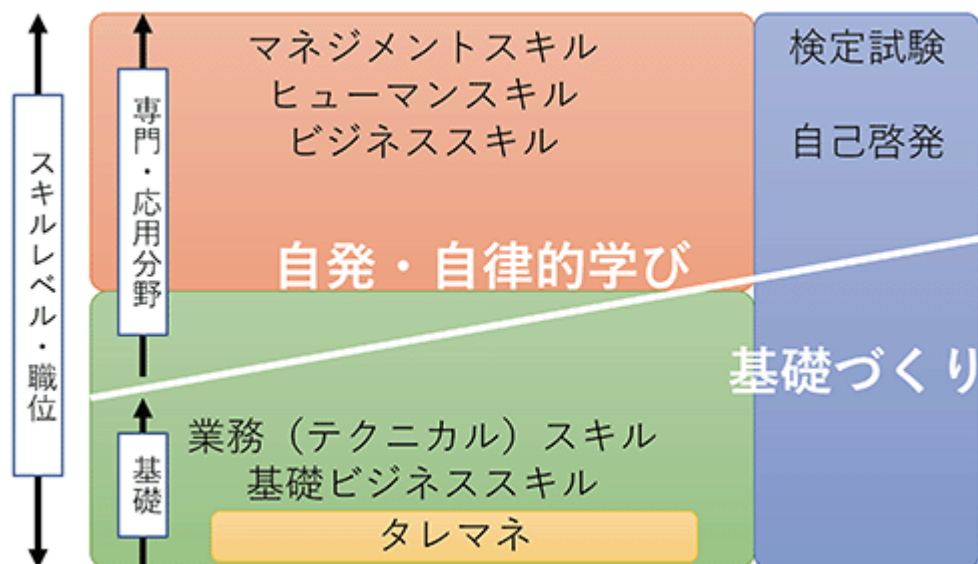 スキルレベル・職位
専門・応用分野
基礎
マネジメントスキル
ヒューマンスキル
ビジネススキル
検定試験
自己啓発
自発・自律的学び
基礎づくり
業務（テクニカル）スキル
基礎ビジネススキル
タレマネ